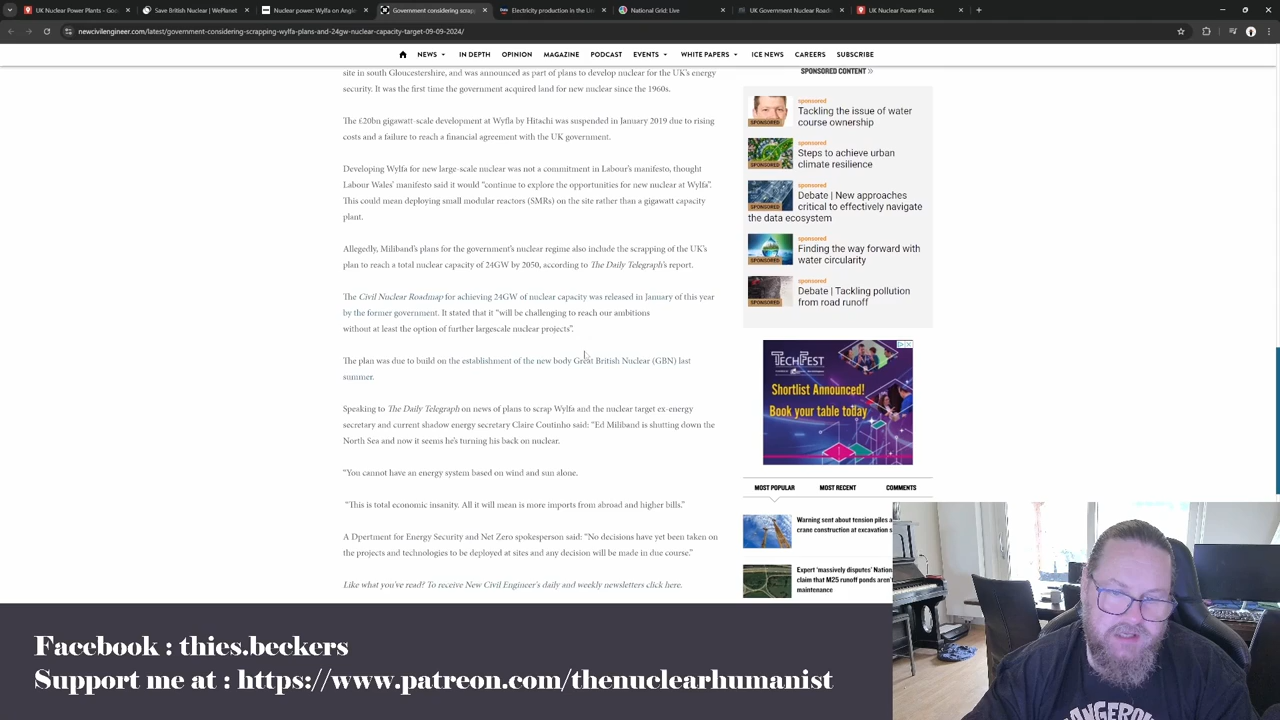 UK Nuclear Power Plants - Goo
Save British Nuclear | WePlanet
Nuclear power: Wylfa on Angle
Government considering scrap
Electricity production in the Un
National Grid: Live
UK Government Nuclear Road
UK Nuclear Power Plants
newcivilengineer.com/latest/government-considering-scrapping-wylfa-plans-and-24gw-nuclear-capacity-target-09-09-2024/
NEWS IN DEPTH OPINION MAGAZINE PODCAST EVENTS WHITE PAPERS ICE NEWS CAREERS SUBSCRIBE
site in south Gloucestershire, and was announced as part of plans to develop nuclear for the UK's energy
security. It was the first time the government acquired land for new nuclear since the 1960s.
The £20bn gigawatt-scale development at Wyfla by Hitachi was suspended in January 2019 due to rising
costs and a failure to reach a financial agreement with the UK government.
Developing Wylfa for new large-scale nuclear was not a commitment in Labour's manifesto, thought
Labour Wales' manifesto said it would "continue to explore the opportunities for new nuclear at Wylfa".
This could mean deploying small modular reactors (SMRs) on the site rather than a gigawatt capacity
plant.
Allegedly, Miliband's plans for the government's nuclear regime also include the scrapping of the UK's
plan to reach a total nuclear capacity of 24GW by 2050, according to The Daily Telegraph's report.
The Civil Nuclear Roadmap for achieving 24GW of nuclear capacity was released in January of this year
by the former government. It stated that it "will be challenging to reach our ambitions
without at least the option of further largescale nuclear projects".
The plan was due to build on the establishment of the new body Great British Nuclear (GBN) last
summer.
Speaking to The Daily Telegraph on news of plans to scrap Wylfa and the nuclear target ex-energy
secretary and current shadow energy secretary Claire Coutinho said: "Ed Miliband is shutting down the
North Sea and now it seems he's turning his back on nuclear.
"You cannot have an energy system based on wind and sun alone.
"This is total economic insanity. All it will mean is more imports from abroad and higher bills."
A Dpertment for Energy Security and Net Zero spokesperson said: "No decisions have yet been taken on
the projects and technologies to be deployed at sites and any decision will be made in due course."
Like what you've read? To receive New Civil Engineer's daily and weekly newsletters click here.
SPONSORED CONTENT »
sponsored
Tackling the issue of water
course ownership
SPONSORED
sponsored
Steps to achieve urban
climate resilience
SPONSORED
sponsored
Debate | New approaches
critical to effectively navigate
the data ecosystem
SPONSORED
sponsored
Finding the way forward with
water circularity
SPONSORED
sponsored
Debate | Tackling pollution
from road runoff
SPONSORED
TECHFEST
Shortlist Announced!
Book your table today
MOST POPULAR MOST RECENT COMMENTS
Warning sent about tension piles a
crane construction at excavation s
Expert 'massively disputes' Nation
claim that M25 runoff ponds aren't
maintenance
DANGEROU
Facebook : thies.beckers
Support me at : https://www.patreon.com/thenuclearhumanist